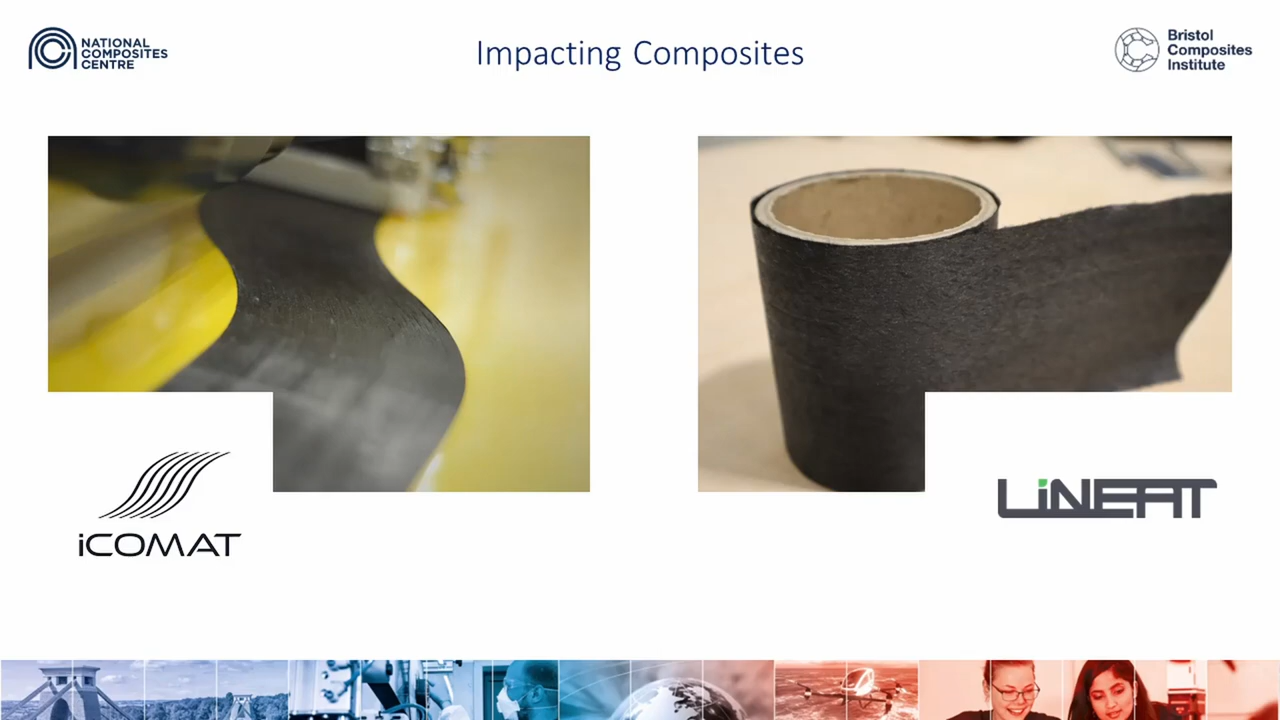 NATIONAL
COMPOSITES
CENTRE
Impacting Composites
Bristol
Composites
Institute
iCOMAT
LiNEAT